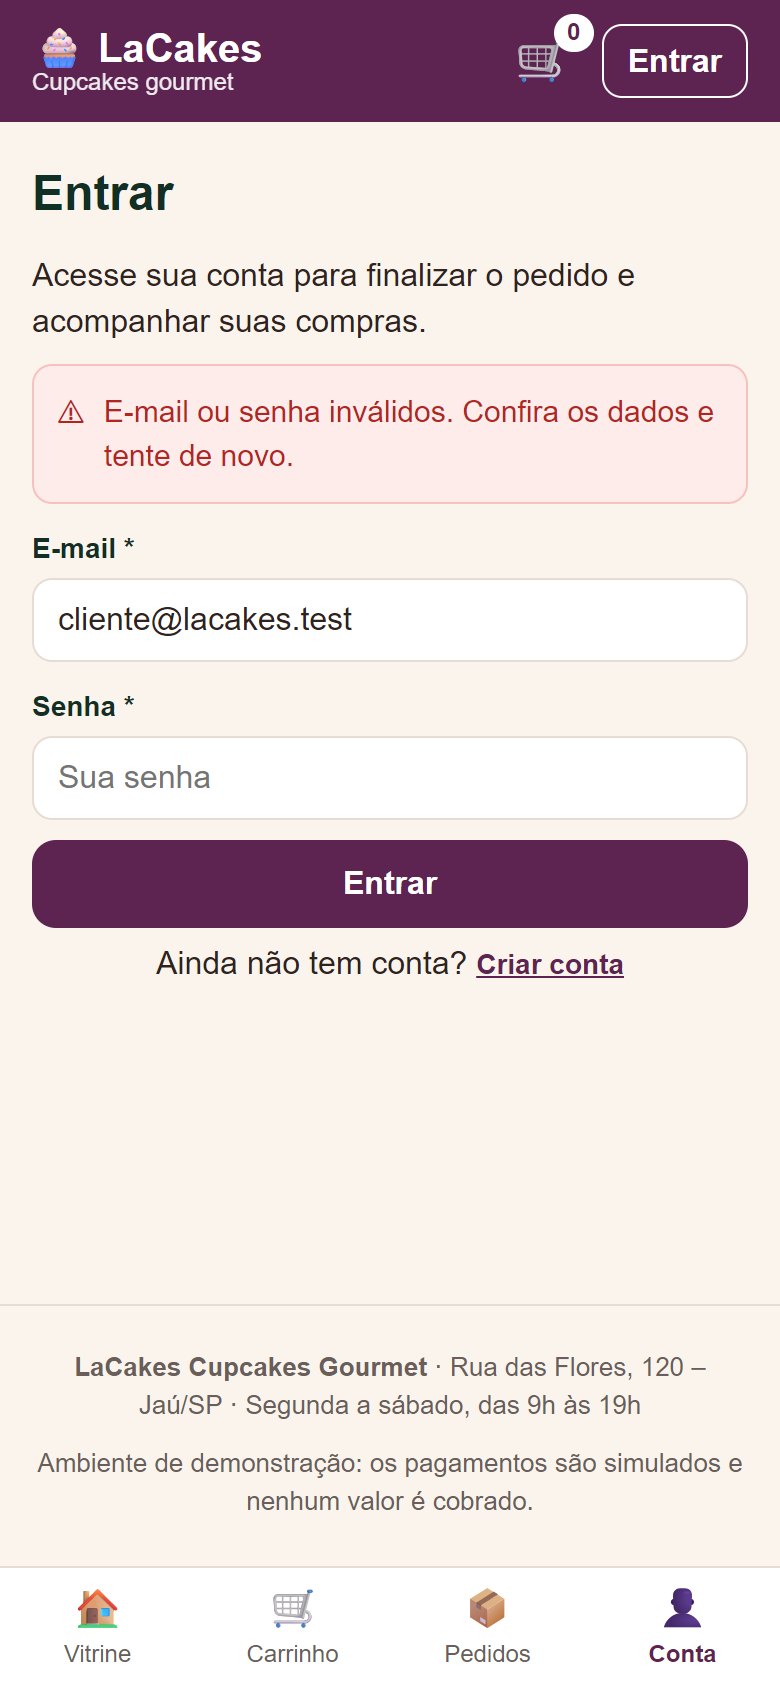 LaCakes
Cupcakes gourmet
0
Entrar
Entrar
Acesse sua conta para finalizar o pedido e
acompanhar suas compras.
E-mail ou senha inválidos. Confira os dados e
tente de novo.
E-mail *
cliente@lacakes.test
Senha *
Sua senha
Entrar
Ainda não tem conta? Criar conta
LaCakes Cupcakes Gourmet · Rua das Flores, 120 –
Jaú/SP · Segunda a sábado, das 9h às 19h
Ambiente de demonstração: os pagamentos são simulados e
nenhum valor é cobrado.
Vitrine
Carrinho
Pedidos
Conta